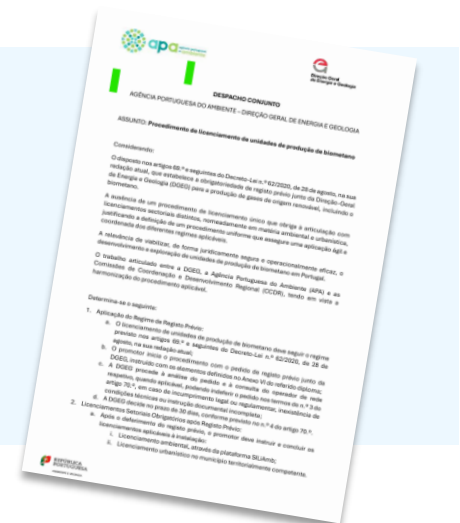 apa
Direção Geral
de Energia e Geologia
DESPACHO CONJUNTO
AGÊNCIA PORTUGUESA DO AMBIENTE – DIREÇÃO GERAL DE ENERGIA E GEOLOGIA
ASSUNTO: Procedimento de licenciamento de unidades de produção de biometano
Considerando:
O disposto nos artigos 69.º e seguintes do Decreto-Lei n.º 62/2020, de 28 de agosto, na sua
redação atual, que estabelece a obrigatoriedade de registo prévio junto da Direção-Geral
de Energia e Geologia (DGEG) para a produção de gases de origem renovável, incluindo o
biometano.
A ausência de um procedimento de licenciamento único que obriga à articulação com
licenciamentos sectoriais distintos, nomeadamente em matéria ambiental e urbanística,
justificando a definição de um procedimento uniforme que assegure uma aplicação ágil e
coordenada dos diferentes regimes aplicáveis.
A relevância de viabilizar, de forma juridicamente segura e operacionalmente eficaz, o
desenvolvimento e exploração de unidades de produção de biometano em Portugal.
O trabalho articulado entre a DGEG, a Agência Portuguesa do Ambiente (APA) e as
Comissões de Coordenação e Desenvolvimento Regional (CCDR), tendo em vista a
harmonização do procedimento aplicável.
Determina-se o seguinte:
1. Aplicação do Regime de Registo Prévio:
a. O licenciamento de unidades de produção de biometano deve seguir o regime
previsto nos artigos 69.º e seguintes do Decreto-Lei n.º 62/2020, de 28 de
agosto, na sua redação atual;
b. O promotor inicia o procedimento com o pedido de registo prévio junto da
DGEG, instruído com os elementos definidos no Anexo VI do referido diploma;
c. A DGEG procede à análise do pedido e à consulta do operador de rede
respetivo, quando aplicável, podendo indeferir o pedido nos termos do n.º 3 do
artigo 70.º, em caso de incumprimento legal ou regulamentar, inexistência de
condições técnicas ou instrução documental incompleta;
d. A DGEG decide no prazo de 30 dias, conforme previsto no n.º 4 do artigo 70.º.
2. Licenciamentos Setoriais Obrigatórios após Registo Prévio:
a. Após o deferimento do registo prévio, o promotor deve instruir e concluir os
licenciamentos aplicáveis à instalação:
i. Licenciamento ambiental, através da plataforma SILiAmb;
ii. Licenciamento urbanístico no município territorialmente competente.
REPÚBLICA
PORTUGUESA